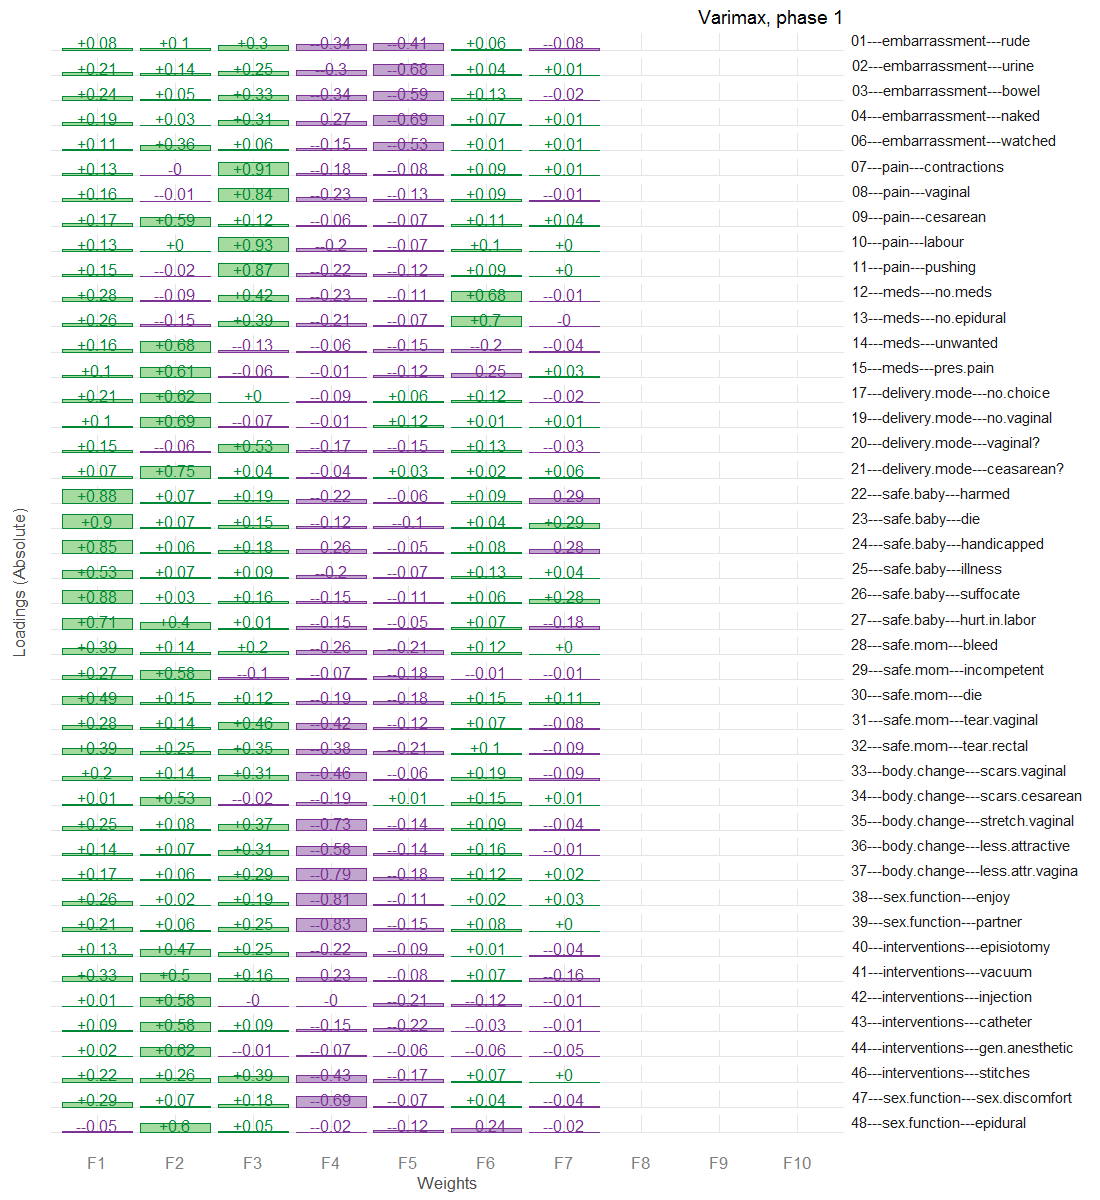 Varimax, phase 1
+0.08 +0.1 +0.3 --0.34 --0.41 +0.06 --0.08 01---embarrassment---rude
+0.21 +0.14 +0.25 --0.3 --0.68 +0.04 +0.01 02---embarrassment---urine
+0.24 +0.05 +0.33 --0.34 --0.59 +0.13 --0.02 03---embarrassment---bowel
+0.19 +0.03 +0.31 --0.27 --0.69 +0.07 +0.01 04---embarrassment---naked
+0.11 +0.36 +0.06 --0.15 --0.53 +0.01 +0.01 06---embarrassment---watched
+0.13 -0 +0.91 --0.18 --0.08 +0.09 +0.01 07---pain---contractions
+0.16 --0.01 +0.84 --0.23 --0.13 +0.09 --0.01 08---pain---vaginal
+0.17 +0.59 +0.12 --0.06 --0.07 +0.11 +0.04 09---pain---cesarean
+0.13 +0 +0.93 --0.2 --0.07 +0.1 +0 10---pain---labour
+0.15 --0.02 +0.87 --0.22 --0.12 +0.09 +0 11---pain---pushing
+0.28 --0.09 +0.42 --0.23 --0.11 +0.68 --0.01 12---meds---no.meds
+0.26 --0.15 +0.39 --0.21 --0.07 +0.7 -0 13---meds---no.epidural
+0.16 +0.68 --0.13 --0.06 --0.15 --0.2 --0.04 14---meds---unwanted
+0.1 +0.61 --0.06 --0.01 --0.12 --0.25 +0.03 15---meds---pres.pain
+0.21 +0.62 +0 --0.09 +0.06 +0.12 --0.02 17---delivery.mode---no.choice
+0.1 +0.69 --0.07 --0.01 +0.12 +0.01 +0.01 19---delivery.mode---no.vaginal
+0.15 --0.06 +0.53 --0.17 --0.15 +0.13 --0.03 20---delivery.mode---vaginal?
+0.07 +0.75 +0.04 --0.04 +0.03 +0.02 +0.06 21---delivery.mode---ceasarean?
+0.88 +0.07 +0.19 --0.22 --0.06 +0.09 --0.29 22---safe.baby---harmed
+0.9 +0.07 +0.15 --0.12 --0.1 +0.04 +0.29 23---safe.baby---die
+0.85 +0.06 +0.18 --0.26 --0.05 +0.08 --0.28 24---safe.baby---handicapped
+0.53 +0.07 +0.09 --0.2 --0.07 +0.13 +0.04 25---safe.baby---illness
+0.88 +0.03 +0.16 --0.15 --0.11 +0.06 +0.28 26---safe.baby---suffocate
+0.71 +0.4 +0.01 --0.15 --0.05 +0.07 --0.18 27---safe.baby---hurt.in.labor
+0.39 +0.14 +0.2 --0.26 --0.21 +0.12 +0 28---safe.mom---bleed
+0.27 +0.58 --0.1 --0.07 --0.18 --0.01 --0.01 29---safe.mom---incompetent
+0.49 +0.15 +0.12 --0.19 --0.18 +0.15 +0.11 30---safe.mom---die
+0.28 +0.14 +0.46 --0.42 --0.12 +0.07 --0.08 31---safe.mom---tear.vaginal
+0.39 +0.25 +0.35 --0.38 --0.21 +0.1 --0.09 32---safe.mom---tear.rectal
+0.2 +0.14 +0.31 --0.46 --0.06 +0.19 --0.09 33---body.change---scars.vaginal
+0.01 +0.53 --0.02 --0.19 +0.01 +0.15 +0.01 34---body.change---scars.cesarean
+0.25 +0.08 +0.37 --0.73 --0.14 +0.09 --0.04 35---body.change---stretch.vaginal
+0.14 +0.07 +0.31 --0.58 --0.14 +0.16 --0.01 36---body.change---less.attractive
+0.17 +0.06 +0.29 --0.79 --0.18 +0.12 +0.02 37---body.change---less.attr.vagina
+0.26 +0.02 +0.19 --0.81 --0.11 +0.02 +0.03 38---sex.function---enjoy
+0.21 +0.06 +0.25 --0.83 --0.15 +0.08 +0 39---sex.function---partner
+0.13 +0.47 +0.25 --0.22 --0.09 +0.01 --0.04 40---interventions---episiotomy
+0.33 +0.5 +0.16 --0.23 --0.08 +0.07 --0.16 41---interventions---vacuum
+0.01 +0.58 -0 -0 --0.21 --0.12 --0.01 42---interventions---injection
+0.09 +0.58 +0.09 --0.15 --0.22 --0.03 --0.01 43---interventions---catheter
+0.02 +0.62 --0.01 --0.07 --0.06 --0.06 --0.05 44---interventions---gen.anesthetic
+0.22 +0.26 +0.39 --0.43 --0.17 +0.07 +0 46---interventions---stitches
+0.29 +0.07 +0.18 --0.69 --0.07 +0.04 --0.04 47---sex.function---sex.discomfort
--0.05 +0.6 +0.05 --0.02 --0.12 --0.24 --0.02 48---sex.function---epidural
F1 F2 F3 F4 F5 F6 F7 F8 F9 F10
Weights
Loadings (Absolute)